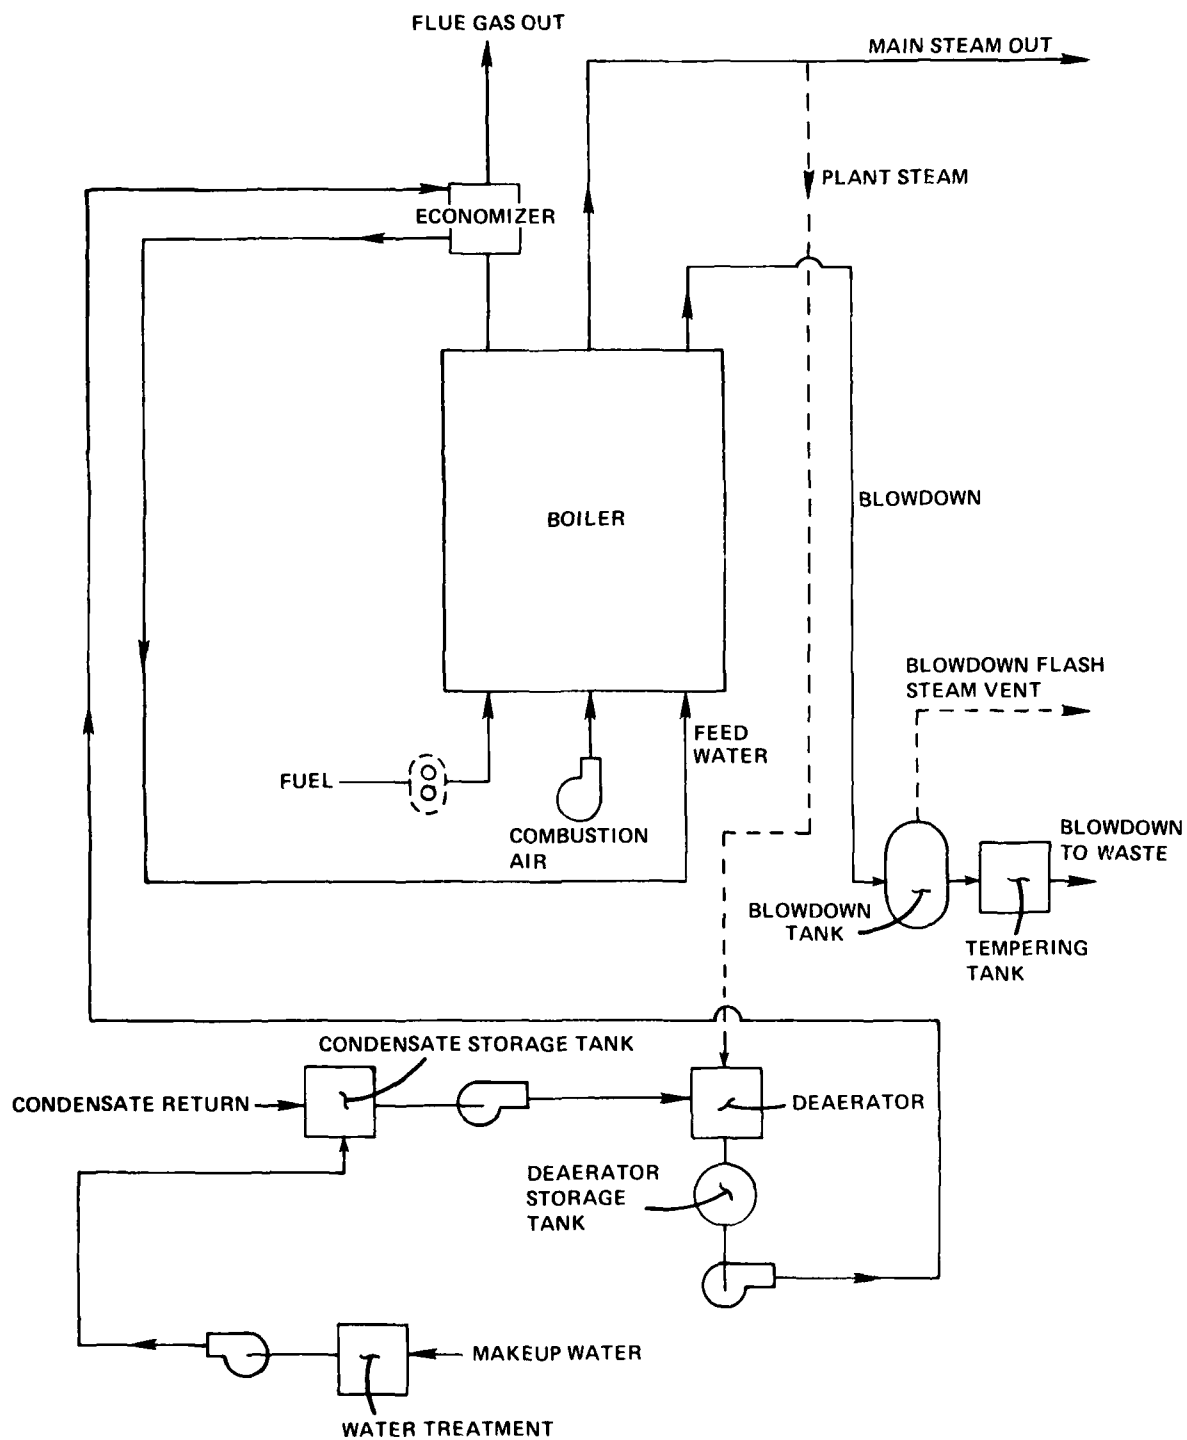 FLUE GAS OUT
MAIN STEAM OUT
PLANT STEAM
ECONOMIZER
BLOWDOWN
BOILER
BLOWDOWN FLASH
STEAM VENT
FEED
WATER
FUEL
COMBUSTION
AIR
BLOWDOWN
TO WASTE
BLOWDOWN
TANK
TEMPERING
TANK
CONDENSATE STORAGE TANK
CONDENSATE RETURN
DEAERATOR
DEAERATOR
STORAGE
TANK
MAKEUP WATER
WATER TREATMENT